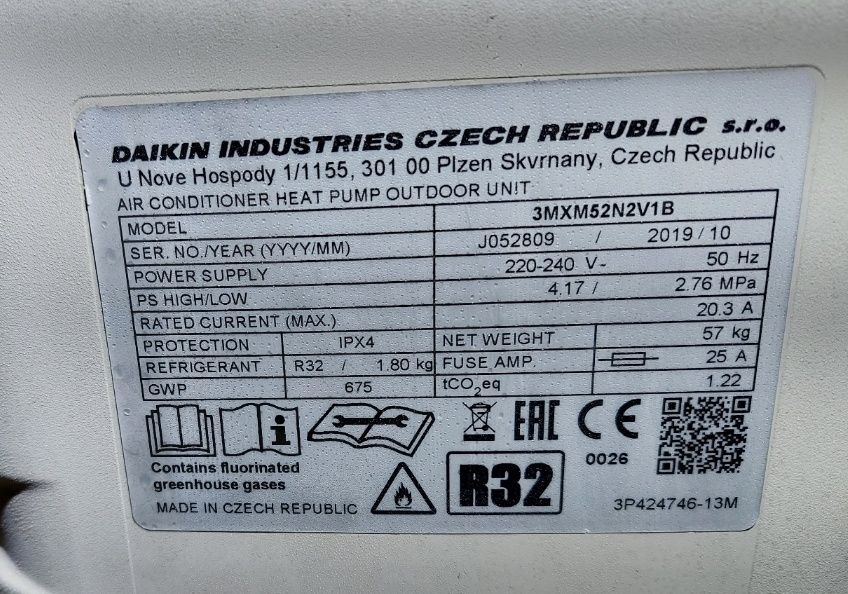 DAIKIN INDUSTRIES CZECH REPUBLIC s.r.o.
U Nove Hospody 1/1155, 301 00 Plzen Skvrnany, Czech Republic
AIR CONDITIONER HEAT PUMP OUTDOOR UNIT
MODEL 3MXM52N2V1B
SER. NO./YEAR (YYYY/MM) J052809 / 2019/10
POWER SUPPLY 220-240 V~ 50 Hz
PS HIGH/LOW 4.17 / 2.76 MPa
RATED CURRENT (MAX.) 20.3 A
PROTECTION IPX4 NET WEIGHT 57 kg
REFRIGERANT R32 / 1.80 kg FUSE AMP. 25 A
GWP 675 tCO2eq 1.22
i EAC CE
0026
Contains fluorinated
greenhouse gases
R32
MADE IN CZECH REPUBLIC
3P424746-13M